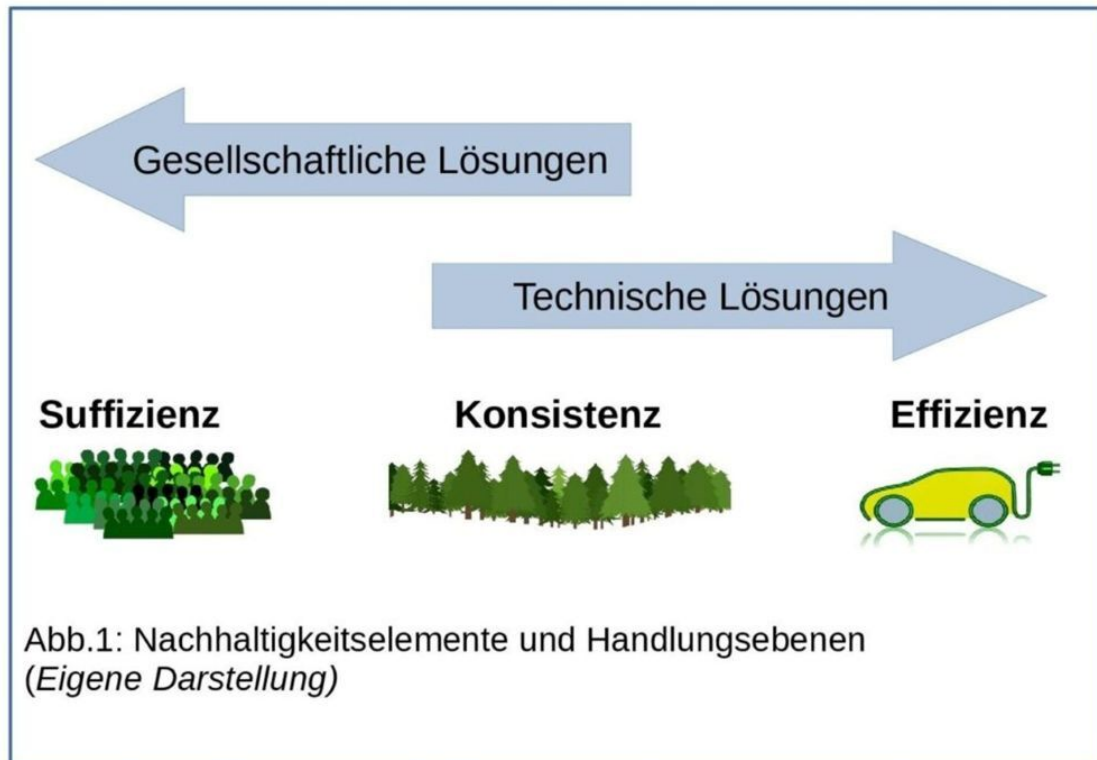 Gesellschaftliche Lösungen
Technische Lösungen
Suffizienz
Konsistenz
Effizienz
Abb.1: Nachhaltigkeitselemente und Handlungsebenen
(Eigene Darstellung)